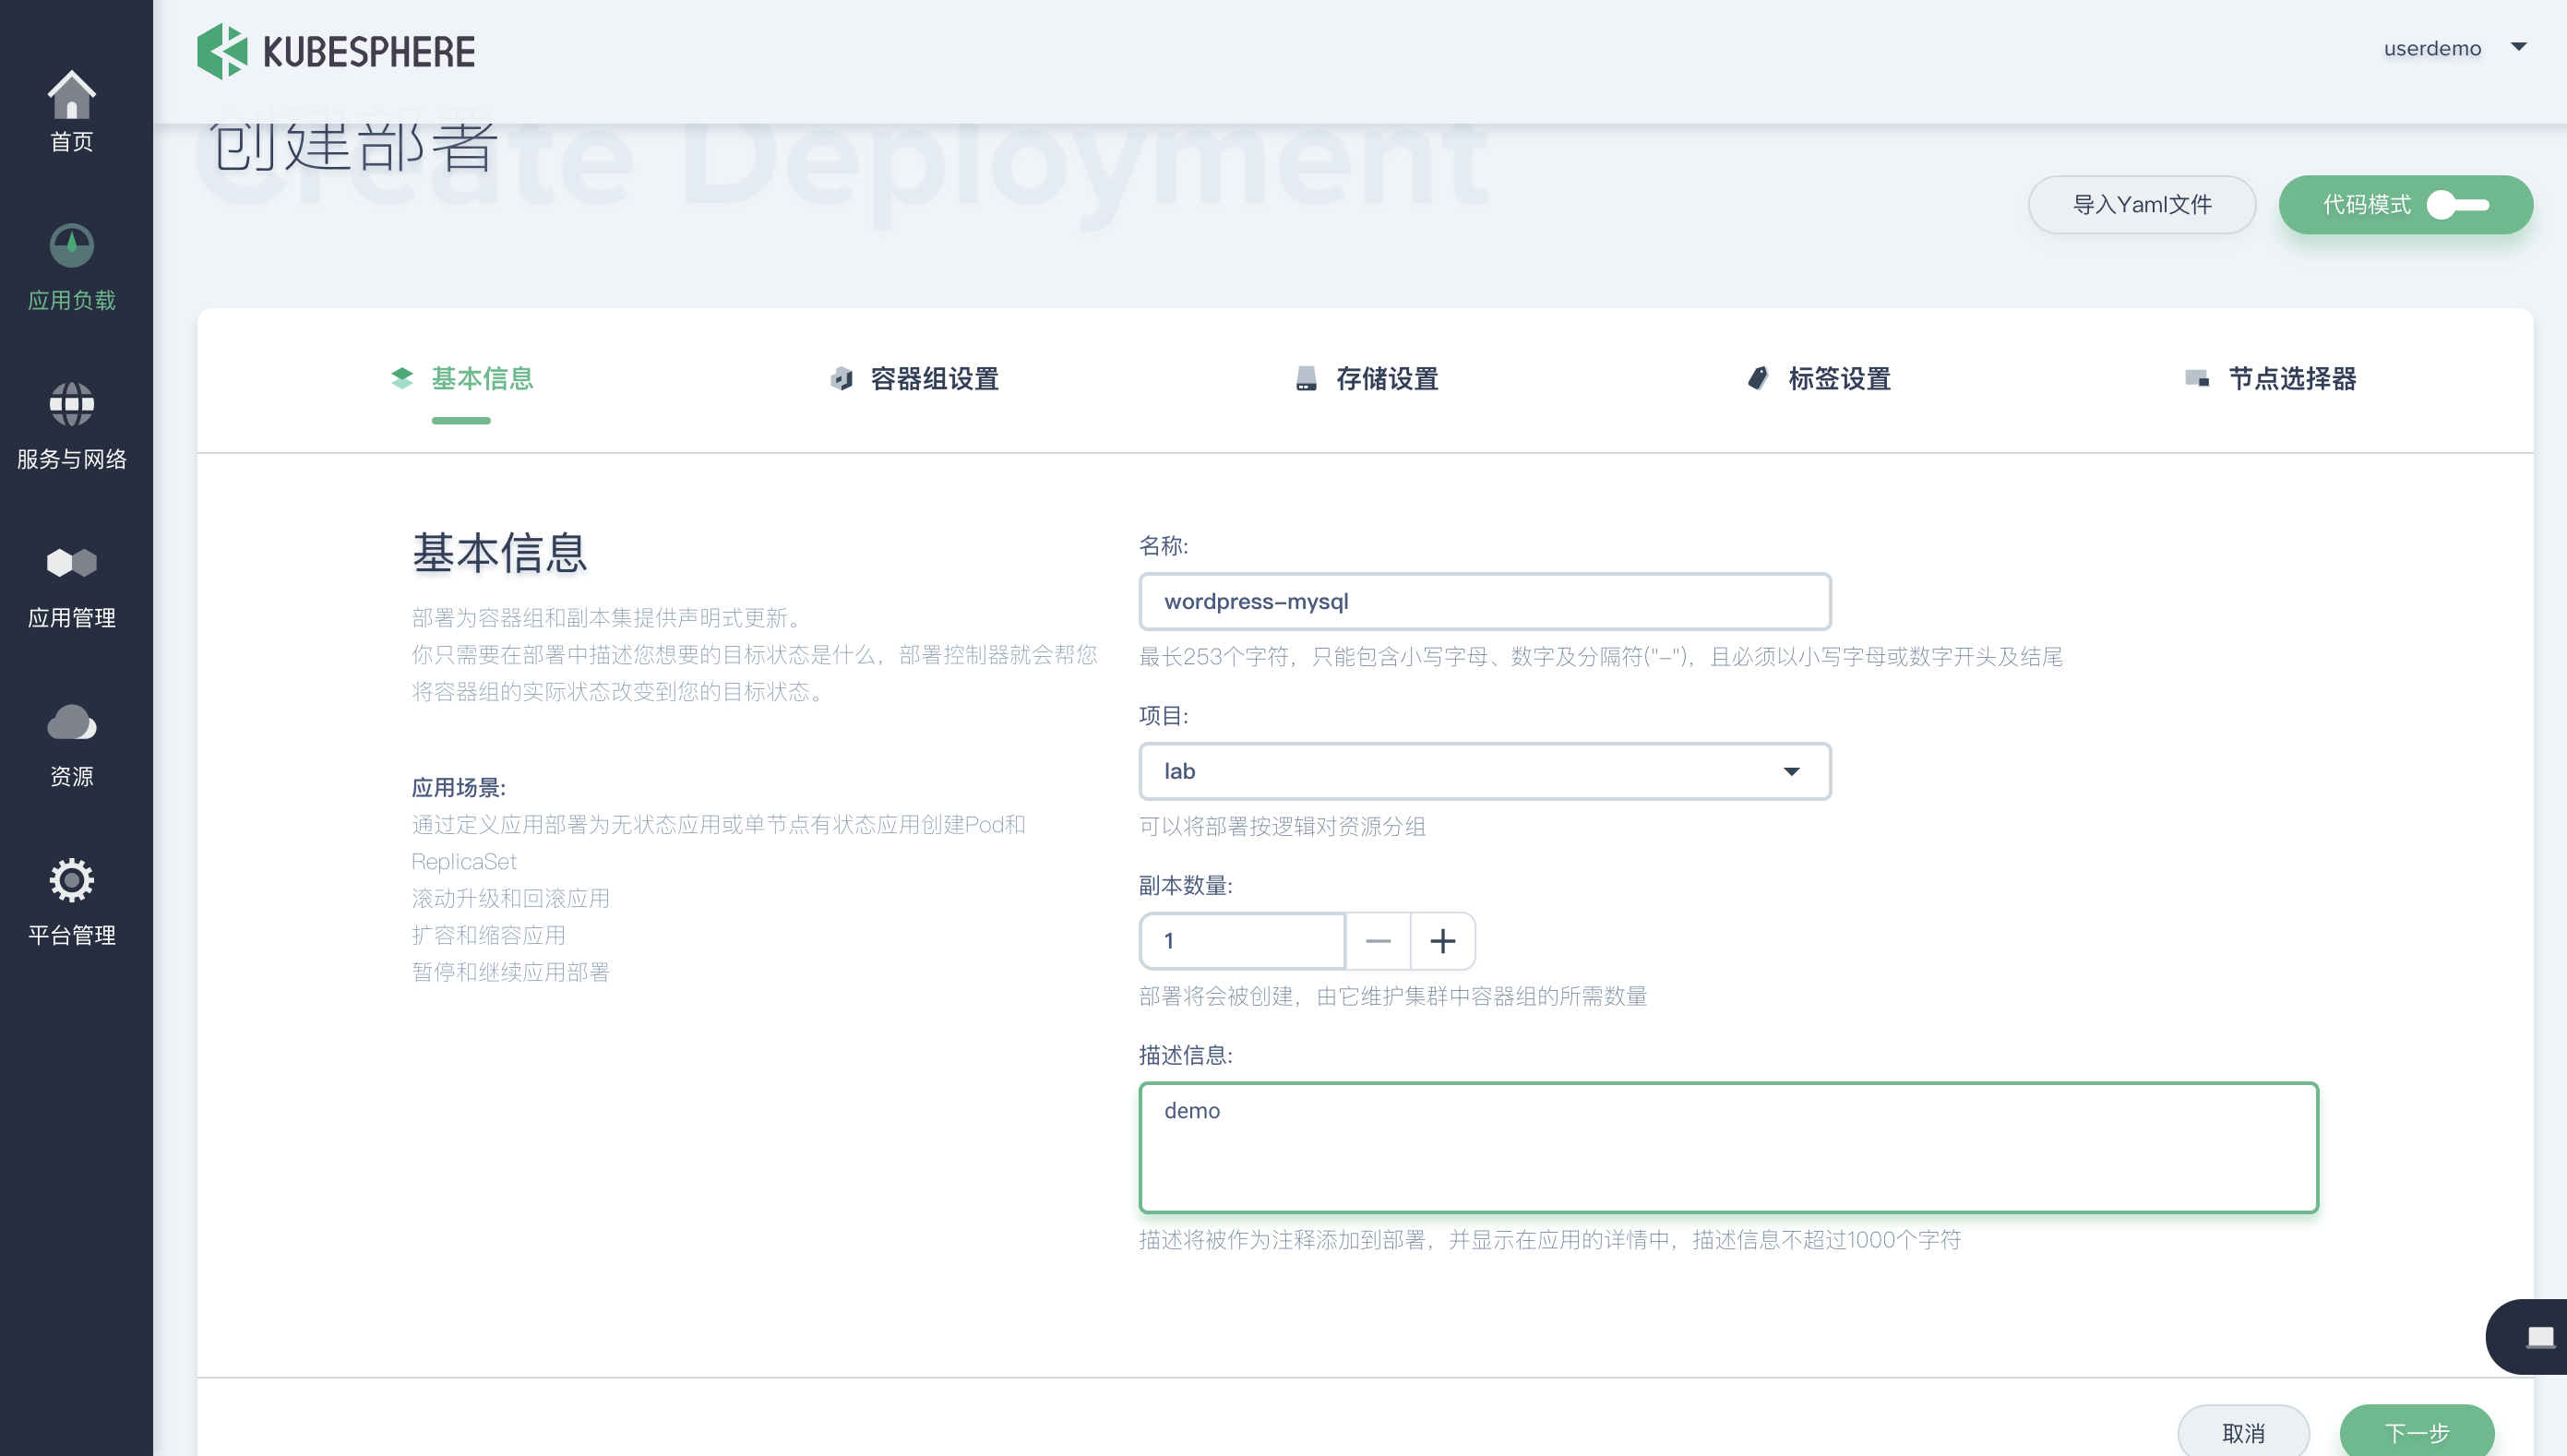 KUBESPHERE
userdemo
首页
应用负载
服务与网络
应用管理
资源
平台管理
Create Deployment
创建部署
导入Yaml文件
代码模式
基本信息
容器组设置
存储设置
标签设置
节点选择器
基本信息
部署为容器组和副本集提供声明式更新。
你只需要在部署中描述您想要的目标状态是什么，部署控制器就会帮您
将容器组的实际状态改变到您的目标状态。
应用场景:
通过定义应用部署为无状态应用或单节点有状态应用创建Pod和
ReplicaSet
滚动升级和回滚应用
扩容和缩容应用
暂停和继续应用部署
名称:
wordpress-mysql
最长253个字符，只能包含小写字母、数字及分隔符("-")，且必须以小写字母或数字开头及结尾
项目:
lab
可以将部署按逻辑对资源分组
副本数量:
1
部署将会被创建，由它维护集群中容器组的所需数量
描述信息:
demo
描述将被作为注释添加到部署，并显示在应用的详情中，描述信息不超过1000个字符
取消
下一步